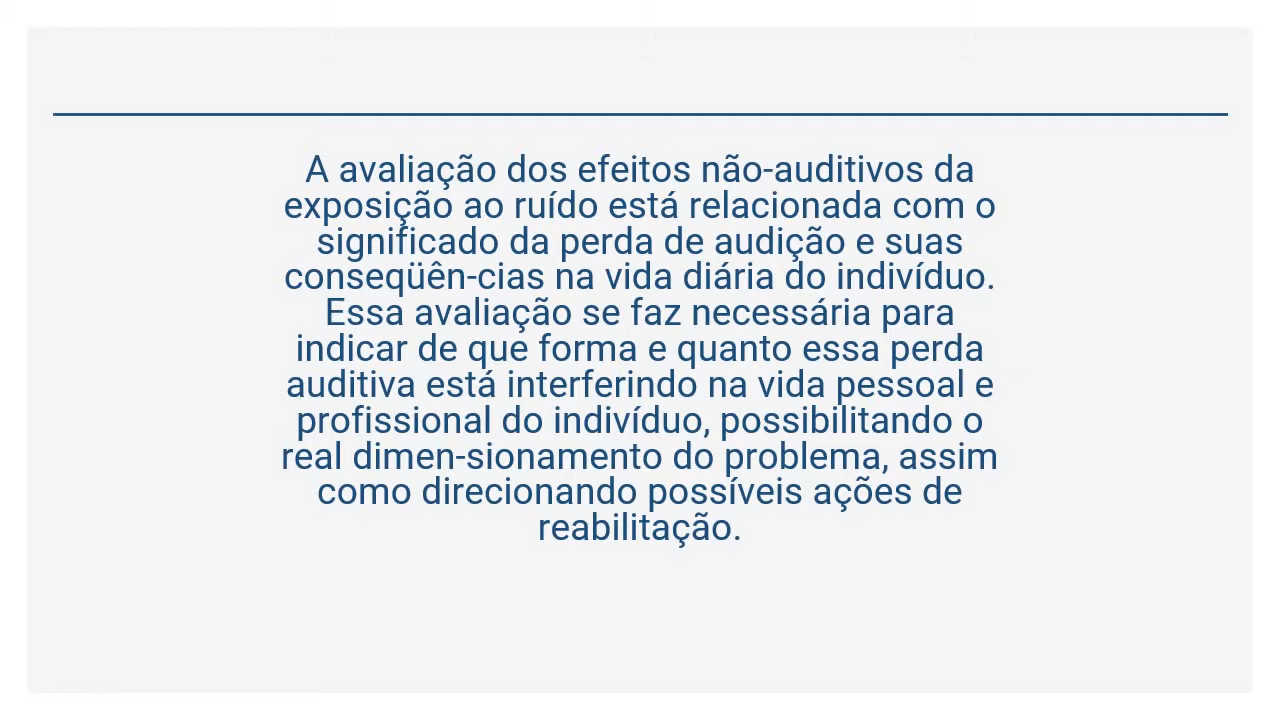 A avaliação dos efeitos não-auditivos da
exposição ao ruído está relacionada com o
significado da perda de audição e suas
conseqüên-cias na vida diária do indivíduo.
Essa avaliação se faz necessária para
indicar de que forma e quanto essa perda
auditiva está interferindo na vida pessoal e
profissional do indivíduo, possibilitando o
real dimen-sionamento do problema, assim
como direcionando possíveis ações de
reabilitação.